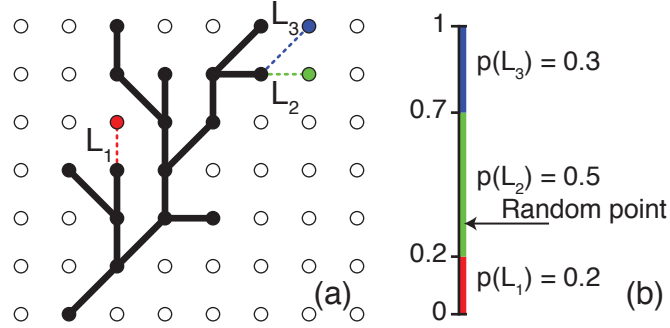 L₃
L₂
L₁
(a)
1
p(L₃) = 0.3
0.7
p(L₂) = 0.5
Random point
0.2
p(L₁) = 0.2
0
(b)